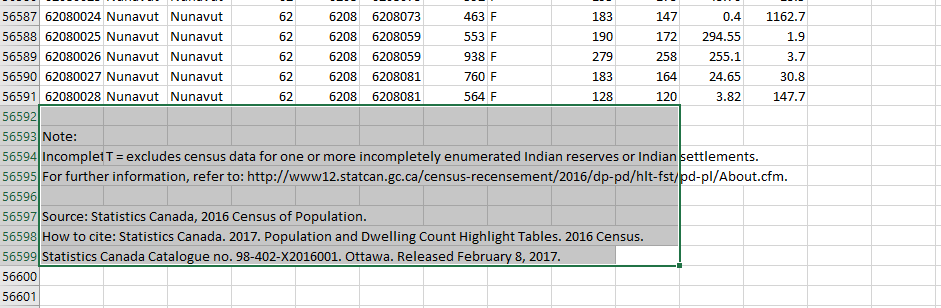 56587 62080024 Nunavut Nunavut 62 6208 6208073 463 F 183 147 0.4 1162.7
56588 62080025 Nunavut Nunavut 62 6208 6208059 553 F 190 172 294.55 1.9
56589 62080026 Nunavut Nunavut 62 6208 6208059 938 F 279 258 255.1 3.7
56590 62080027 Nunavut Nunavut 62 6208 6208081 760 F 183 164 24.65 30.8
56591 62080028 Nunavut Nunavut 62 6208 6208081 564 F 128 120 3.82 147.7
56592
56593 Note:
56594 Incomplet T = excludes census data for one or more incompletely enumerated Indian reserves or Indian settlements.
56595 For further information, refer to: http://www12.statcan.gc.ca/census-recensement/2016/dp-pd/hlt-fst/pd-pl/About.cfm.
56596
56597 Source: Statistics Canada, 2016 Census of Population.
56598 How to cite: Statistics Canada. 2017. Population and Dwelling Count Highlight Tables. 2016 Census.
56599 Statistics Canada Catalogue no. 98-402-X2016001. Ottawa. Released February 8, 2017.
56600
56601